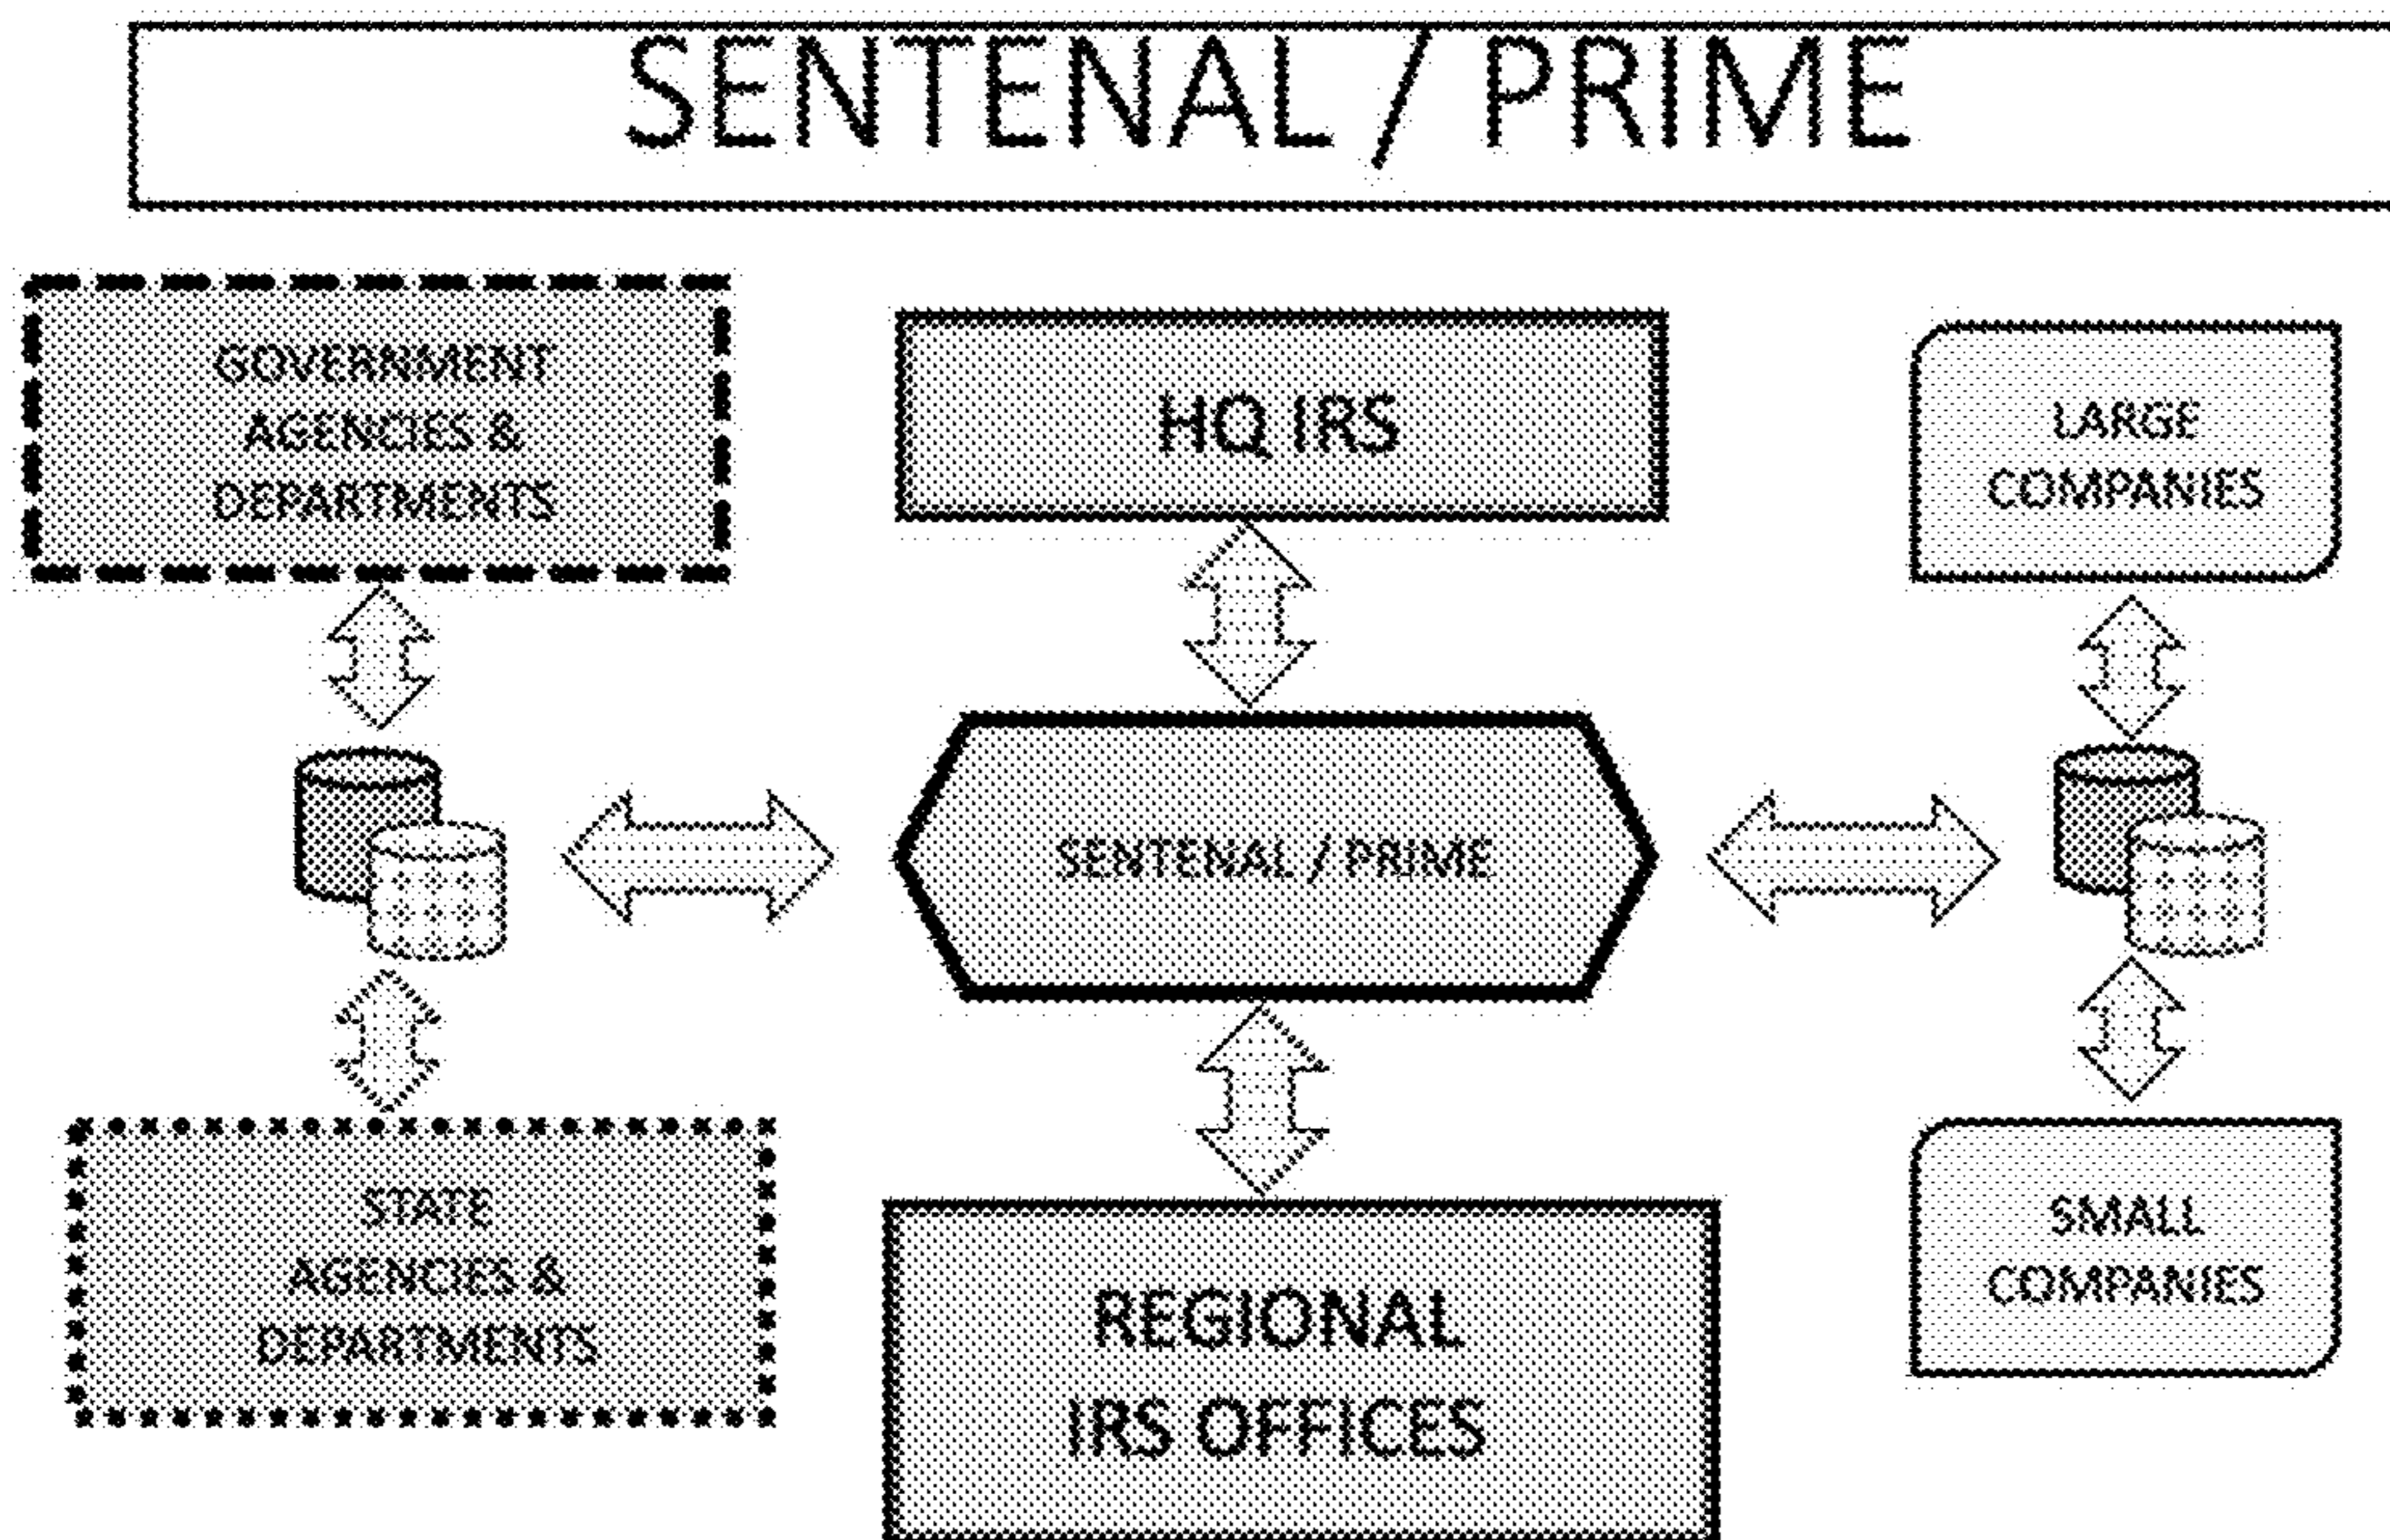 SENTENAL / PRIME
GOVERNMENT
AGENCIES &
DEPARTMENTS
HQ IRS
LARGE
COMPANIES
SENTENAL / PRIME
STATE
AGENCIES &
DEPARTMENTS
REGIONAL
IRS OFFICES
SMALL
COMPANIES